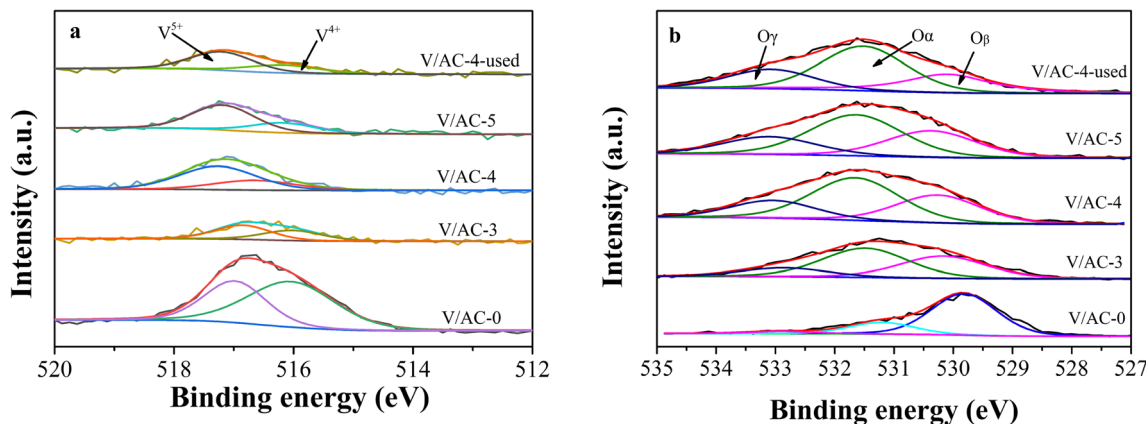 a
V⁵⁺
V⁴⁺
V/AC-4-used
V/AC-5
V/AC-4
V/AC-3
V/AC-0
Intensity (a.u.)
520 518 516 514 512
Binding energy (eV)
b
Oγ
Oα
Oβ
V/AC-4-used
V/AC-5
V/AC-4
V/AC-3
V/AC-0
Intensity (a.u.)
535 534 533 532 531 530 529 528 527
Binding energy (eV)